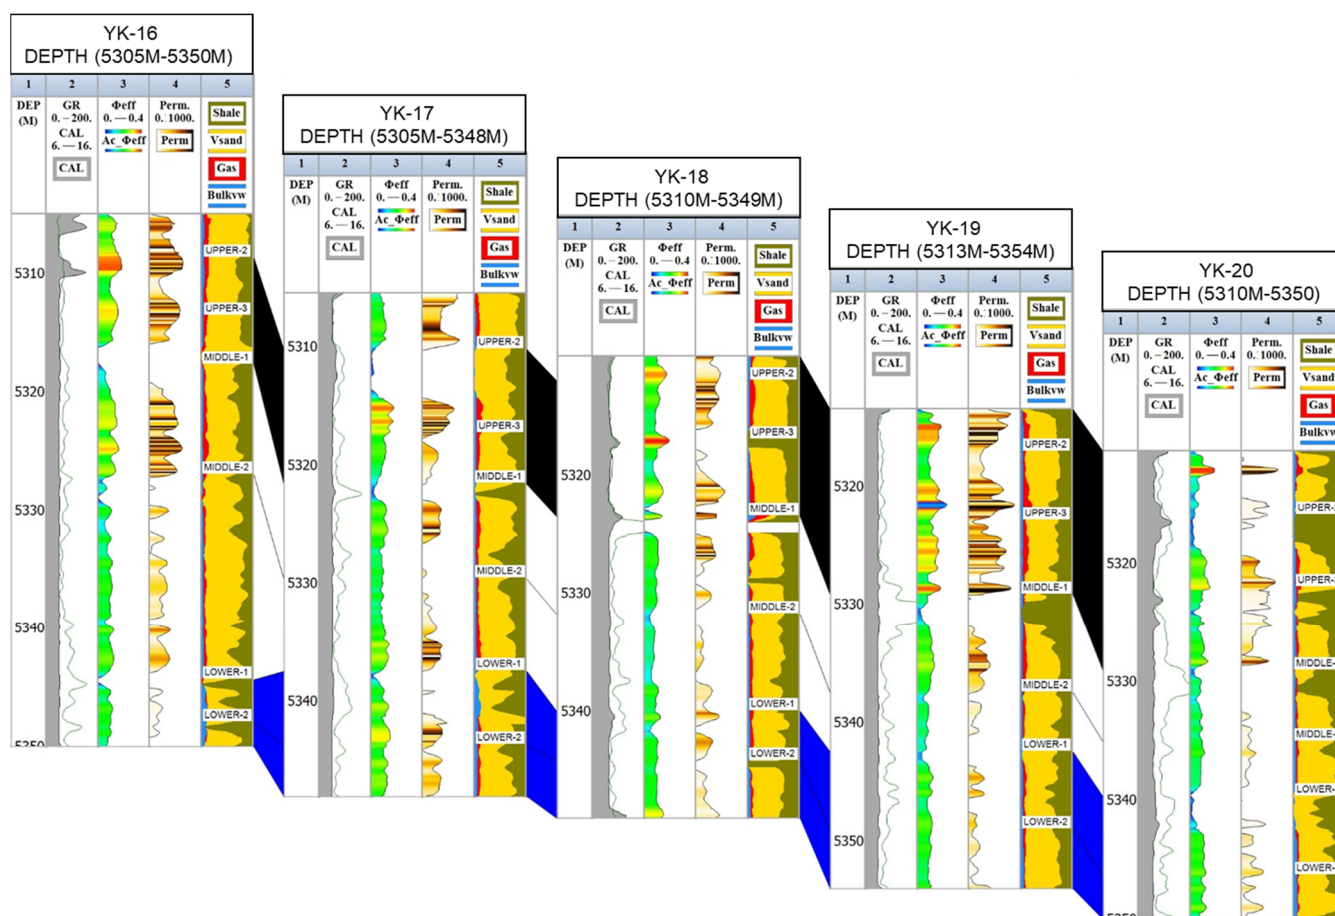 YK-16
DEPTH (5305M-5350M)
1 2 3 4 5
DEP (M)
GR
0.-200.
CAL
6.—16.
CAL
Φeff
0.—0.4
Ac_Φeff
Perm.
0.:1000.
Perm
Shale
Vsand
Gas
Bulkvw
UPPER-2
5310
UPPER-3
MIDDLE-1
5320
MIDDLE-2
5330
5340
LOWER-1
LOWER-2
5350
YK-17
DEPTH (5305M-5348M)
1 2 3 4 5
DEP (M)
GR
0.-200.
CAL
6.—16.
CAL
Φeff
0.—0.4
Ac_Φeff
Perm.
0.:1000.
Perm
Shale
Vsand
Gas
Bulkvw
UPPER-2
5310
UPPER-3
5320
MIDDLE-1
MIDDLE-2
5330
LOWER-1
5340
LOWER-2
YK-18
DEPTH (5310M-5349M)
1 2 3 4 5
DEP (M)
GR
0.-200.
CAL
6.—16.
CAL
Φeff
0.—0.4
Ac_Φeff
Perm.
0.:1000.
Perm
Shale
Vsand
Gas
Bulkvw
UPPER-2
UPPER-3
5320
MIDDLE-1
5330
MIDDLE-2
LOWER-1
5340
LOWER-2
YK-19
DEPTH (5313M-5354M)
1 2 3 4 5
DEP (M)
GR
0.-200.
CAL
6.—16.
CAL
Φeff
0.—0.4
Ac_Φeff
Perm.
0.:1000.
Perm
Shale
Vsand
Gas
Bulkvw
UPPER-2
5320
UPPER-3
MIDDLE-1
5330
MIDDLE-2
5340
LOWER-1
LOWER-2
5350
YK-20
DEPTH (5310M-5350)
1 2 3 4 5
DEP (M)
GR
0.-200.
CAL
6.—16.
CAL
Φeff
0.—0.4
Ac_Φeff
Perm.
0.:1000.
Perm
Shale
Vsand
Gas
Bulkvw
UPPER-
5320
UPPER-
MIDDLE-
5330
MIDDLE-
LOWER-
5340
LOWER-